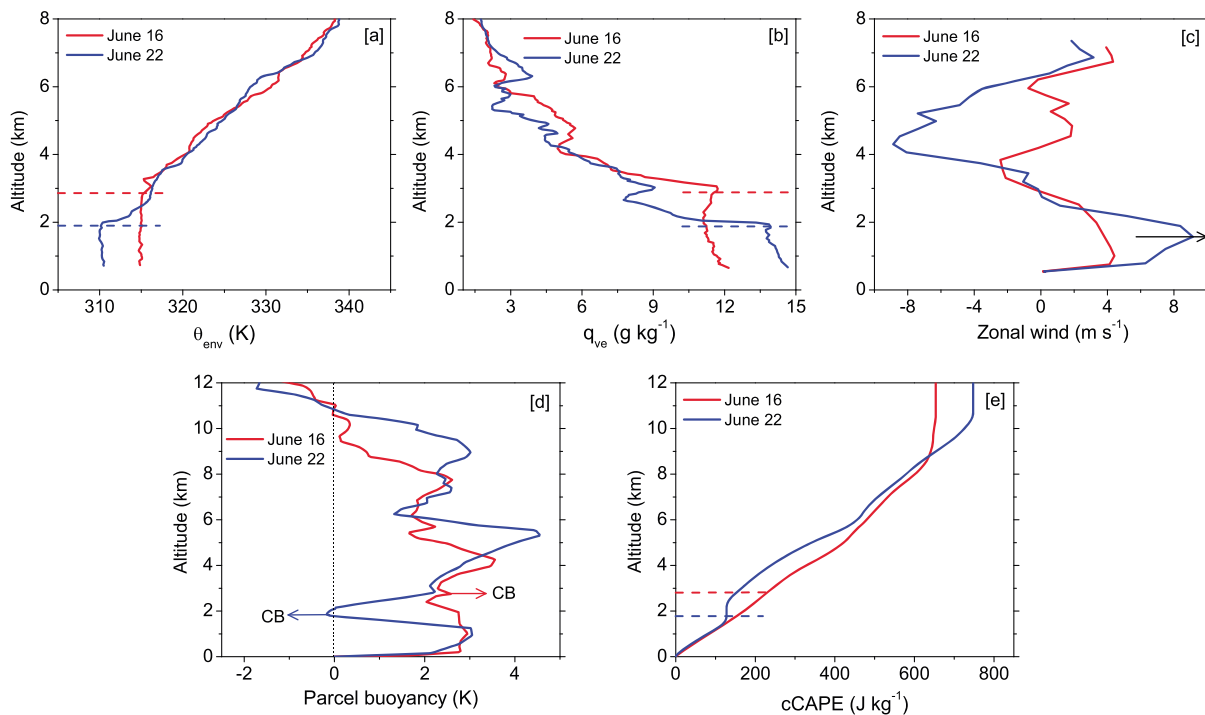 [a]
June 16
June 22
Altitude (km)
8
6
4
2
0
310 320 330 340
θenv (K)
[b]
June 16
June 22
Altitude (km)
8
6
4
2
0
3 6 9 12 15
qve (g kg-1)
[c]
June 16
June 22
Altitude (km)
8
6
4
2
0
-8 -4 0 4 8
Zonal wind (m s-1)
[d]
June 16
June 22
CB
CB
Altitude (km)
12
10
8
6
4
2
0
-2 0 2 4
Parcel buoyancy (K)
[e]
June 16
June 22
Altitude (km)
12
10
8
6
4
2
0
0 200 400 600 800
cCAPE (J kg-1)